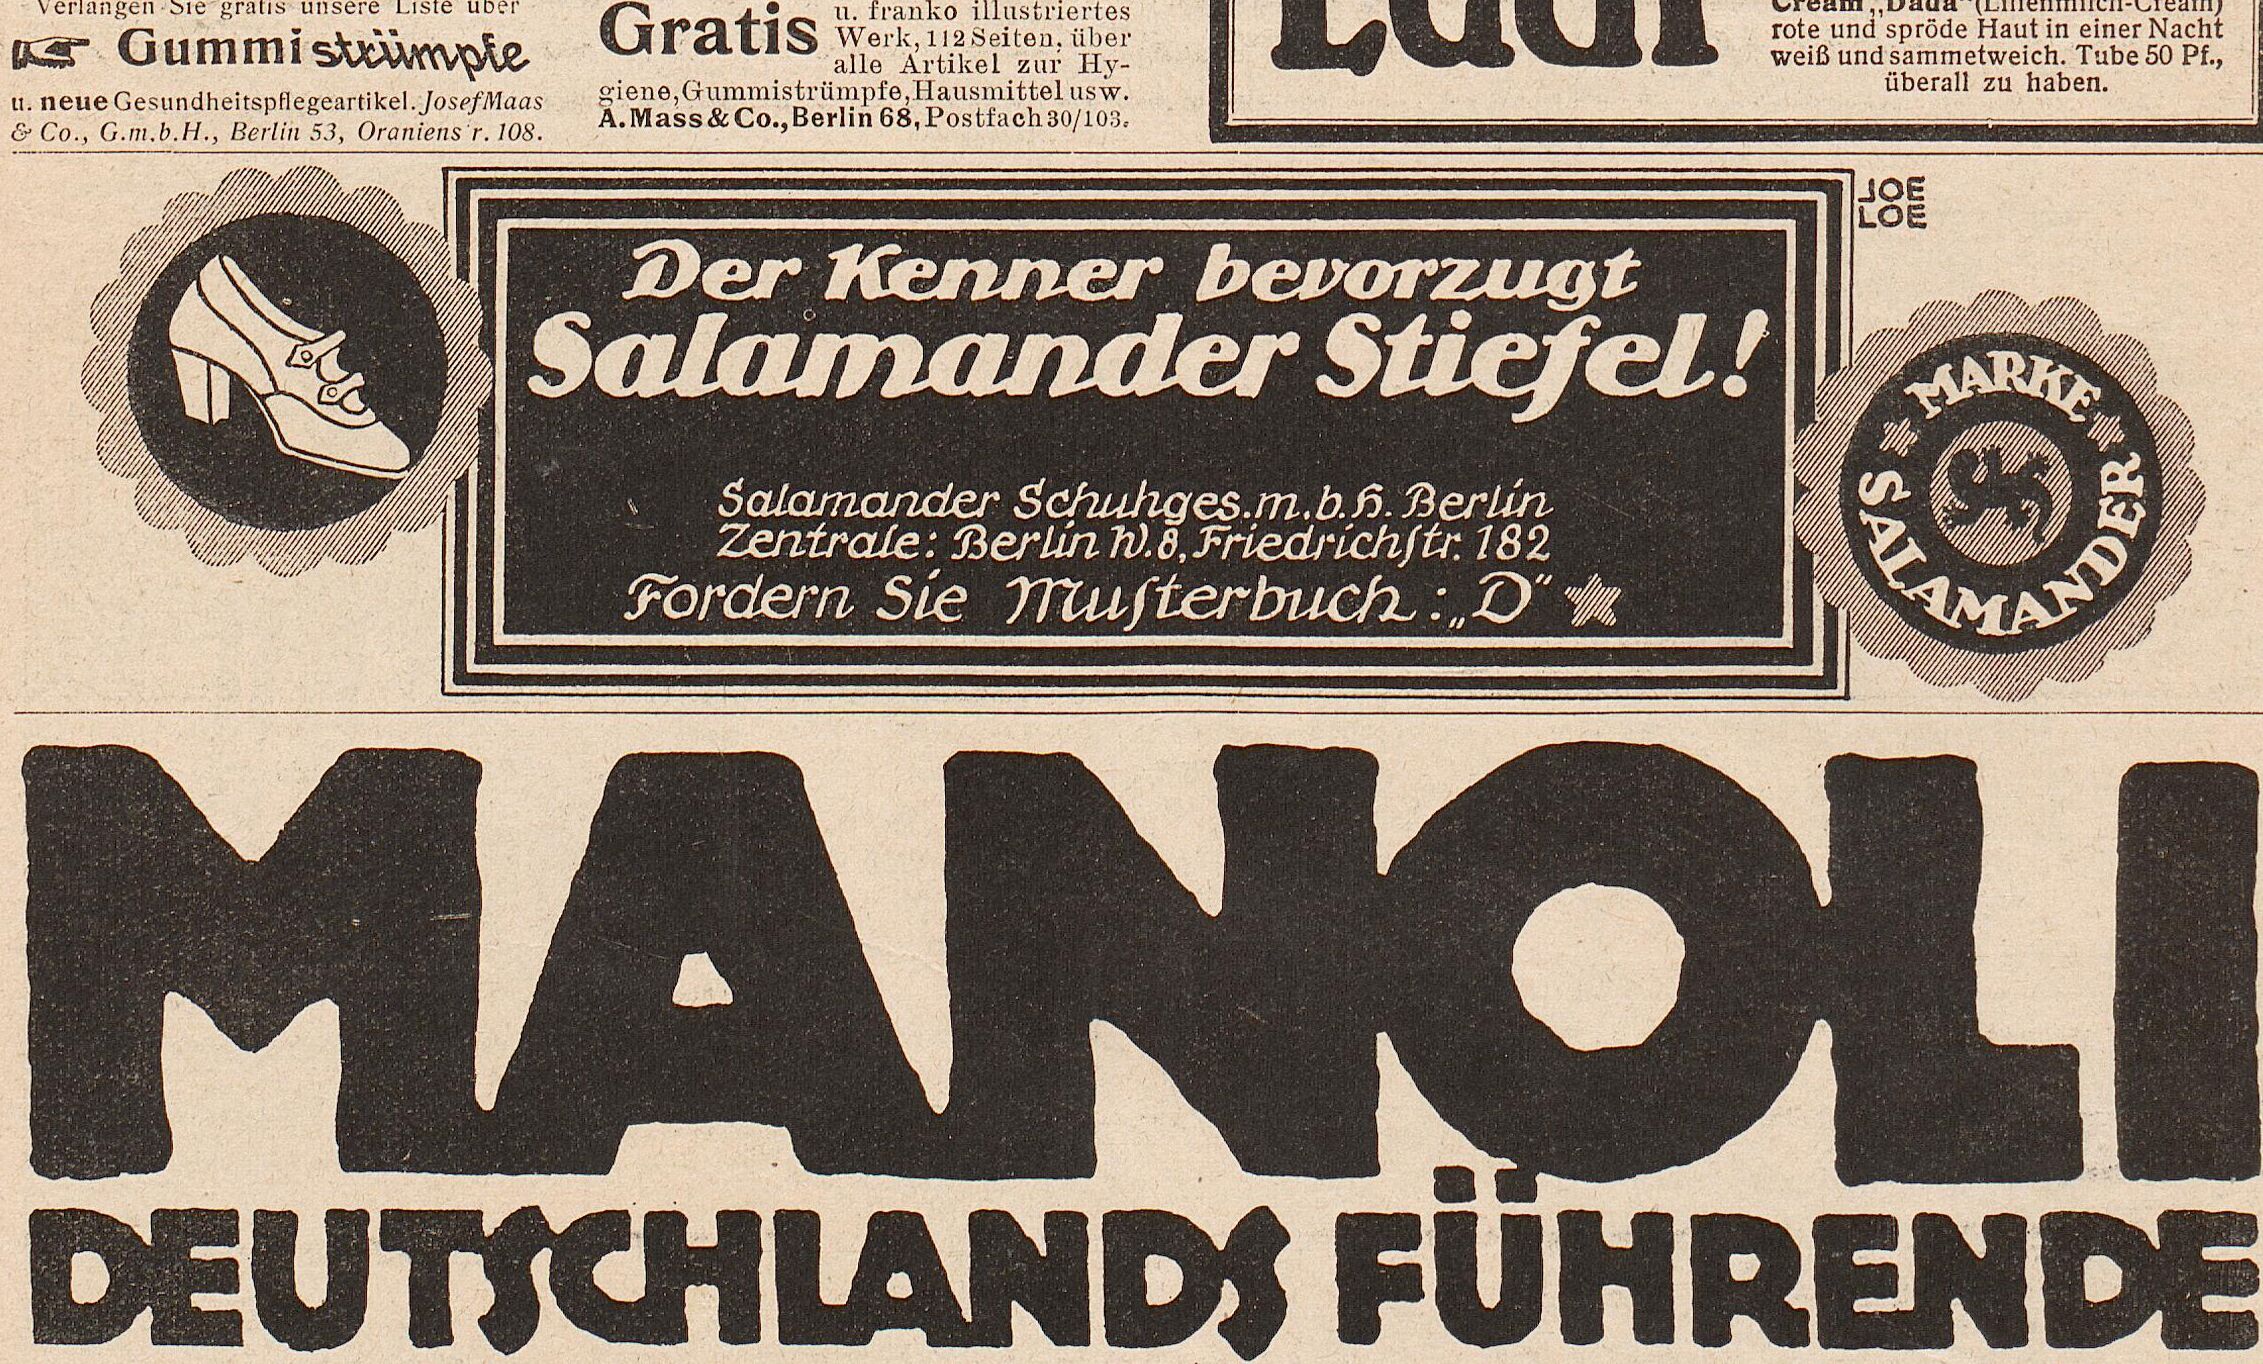 Verlangen Sie gratis unsere Liste über
Gummistrümpfe
u. neue Gesundheitspflegeartikel. Josef Maas
& Co., G.m.b.H., Berlin 53, Oraniens r. 108.
Gratis
u. franko illustriertes
Werk, 112 Seiten, über
alle Artikel zur Hy-
giene, Gummistrümpfe, Hausmittel usw.
A. Mass & Co., Berlin 68, Postfach 30/103.
Cream „Dada" (Lilienmilch-Cream)
rote und spröde Haut in einer Nacht
weiß und sammetweich. Tube 50 Pf.,
überall zu haben.
JOE
LOE
Der Kenner bevorzugt
Salamander Stiefel!
Salamander Schuhges.m.b.H. Berlin
Zentrale: Berlin W.8, Friedrichſtr. 182
Fordern Sie Muſterbuch: „D"
MARKE
SALAMANDER
MANOLI
DEUTSCHLANDS FÜHRENDE